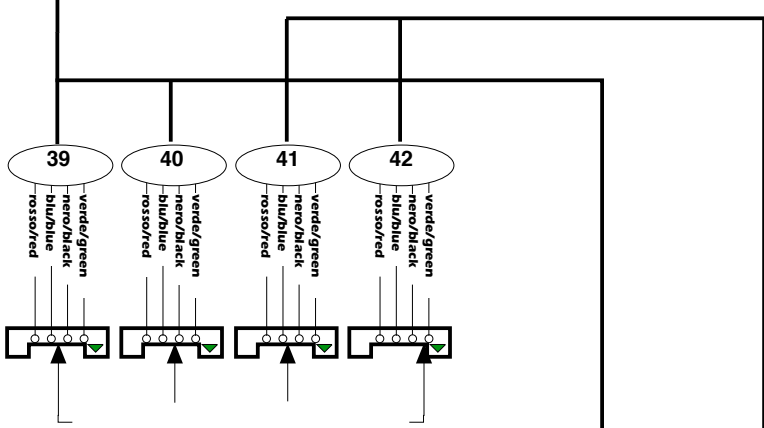 39 40 41 42
rosso/red
blu/blue
nero/black
verde/green
rosso/red
blu/blue
nero/black
verde/green
rosso/red
blu/blue
nero/black
verde/green
rosso/red
blu/blue
nero/black
verde/green